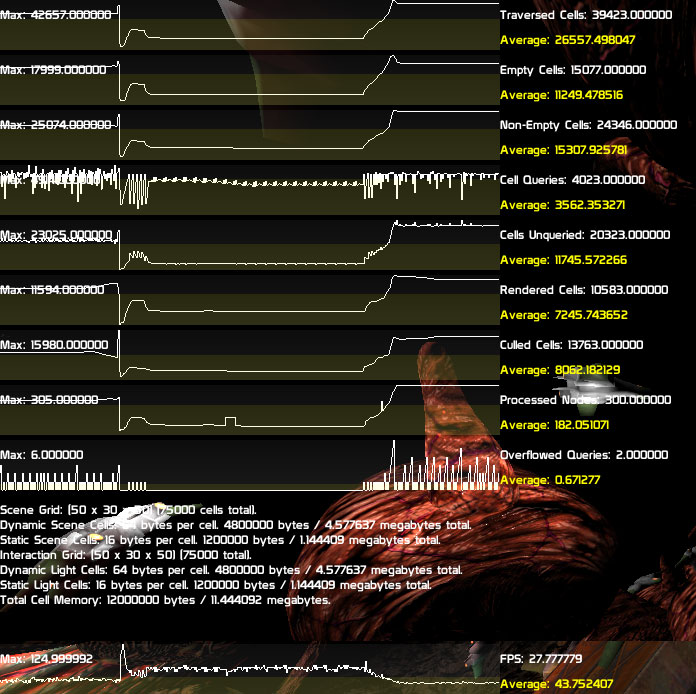 Max: 42657.000000 Traversed Cells: 39423.000000
Average: 26557.498047
Max: 17999.000000 Empty Cells: 15077.000000
Average: 11249.478516
Max: 25074.000000 Non-Empty Cells: 24346.000000
Average: 15307.925781
Max: Cell Queries: 4023.000000
Average: 3562.353271
Max: 23025.000000 Cells Unqueried: 20323.000000
Average: 11745.572266
Max: 11594.000000 Rendered Cells: 10583.000000
Average: 7245.743652
Max: 15980.000000 Culled Cells: 13763.000000
Average: 8062.182129
Max: 305.000000 Processed Nodes: 300.000000
Average: 182.051071
Max: 6.000000 Overflowed Queries: 2.000000
Average: 0.671277
Scene Grid: [50 x 30 x 50] [75000 cells total].
Dynamic Scene Cells: 64 bytes per cell. 4800000 bytes / 4.577637 megabytes total.
Static Scene Cells: 16 bytes per cell. 1200000 bytes / 1.144409 megabytes total.
Interaction Grid: [50 x 30 x 50] [75000 total].
Dynamic Light Cells: 64 bytes per cell. 4800000 bytes / 4.577637 megabytes total.
Static Light Cells: 16 bytes per cell. 1200000 bytes / 1.144409 megabytes total.
Total Cell Memory: 12000000 bytes / 11.444092 megabytes.
Max: 124.999992 FPS: 27.777779
Average: 43.752407